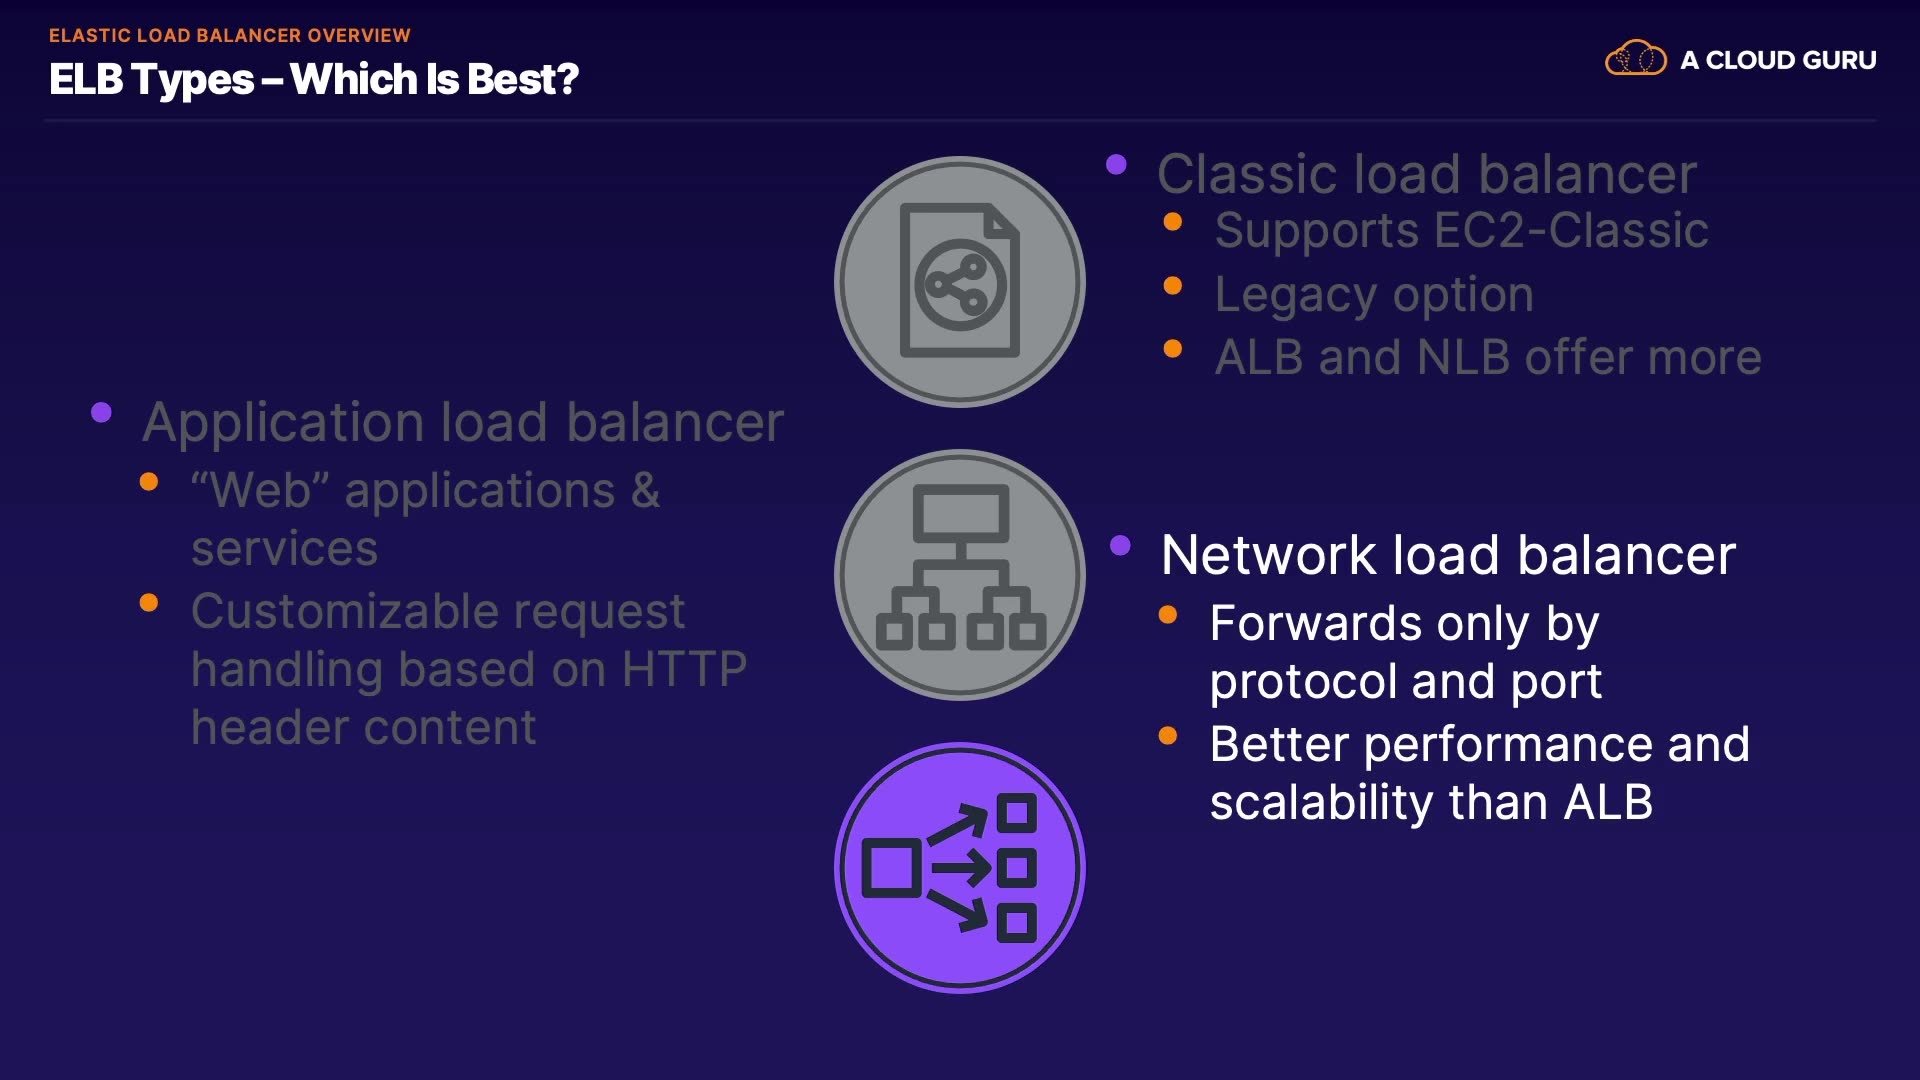 ELASTIC LOAD BALANCER OVERVIEW
ELB Types – Which Is Best?
A CLOUD GURU
Classic load balancer
Supports EC2-Classic
Legacy option
ALB and NLB offer more
Application load balancer
“Web” applications &
services
Customizable request
handling based on HTTP
header content
Network load balancer
Forwards only by
protocol and port
Better performance and
scalability than ALB